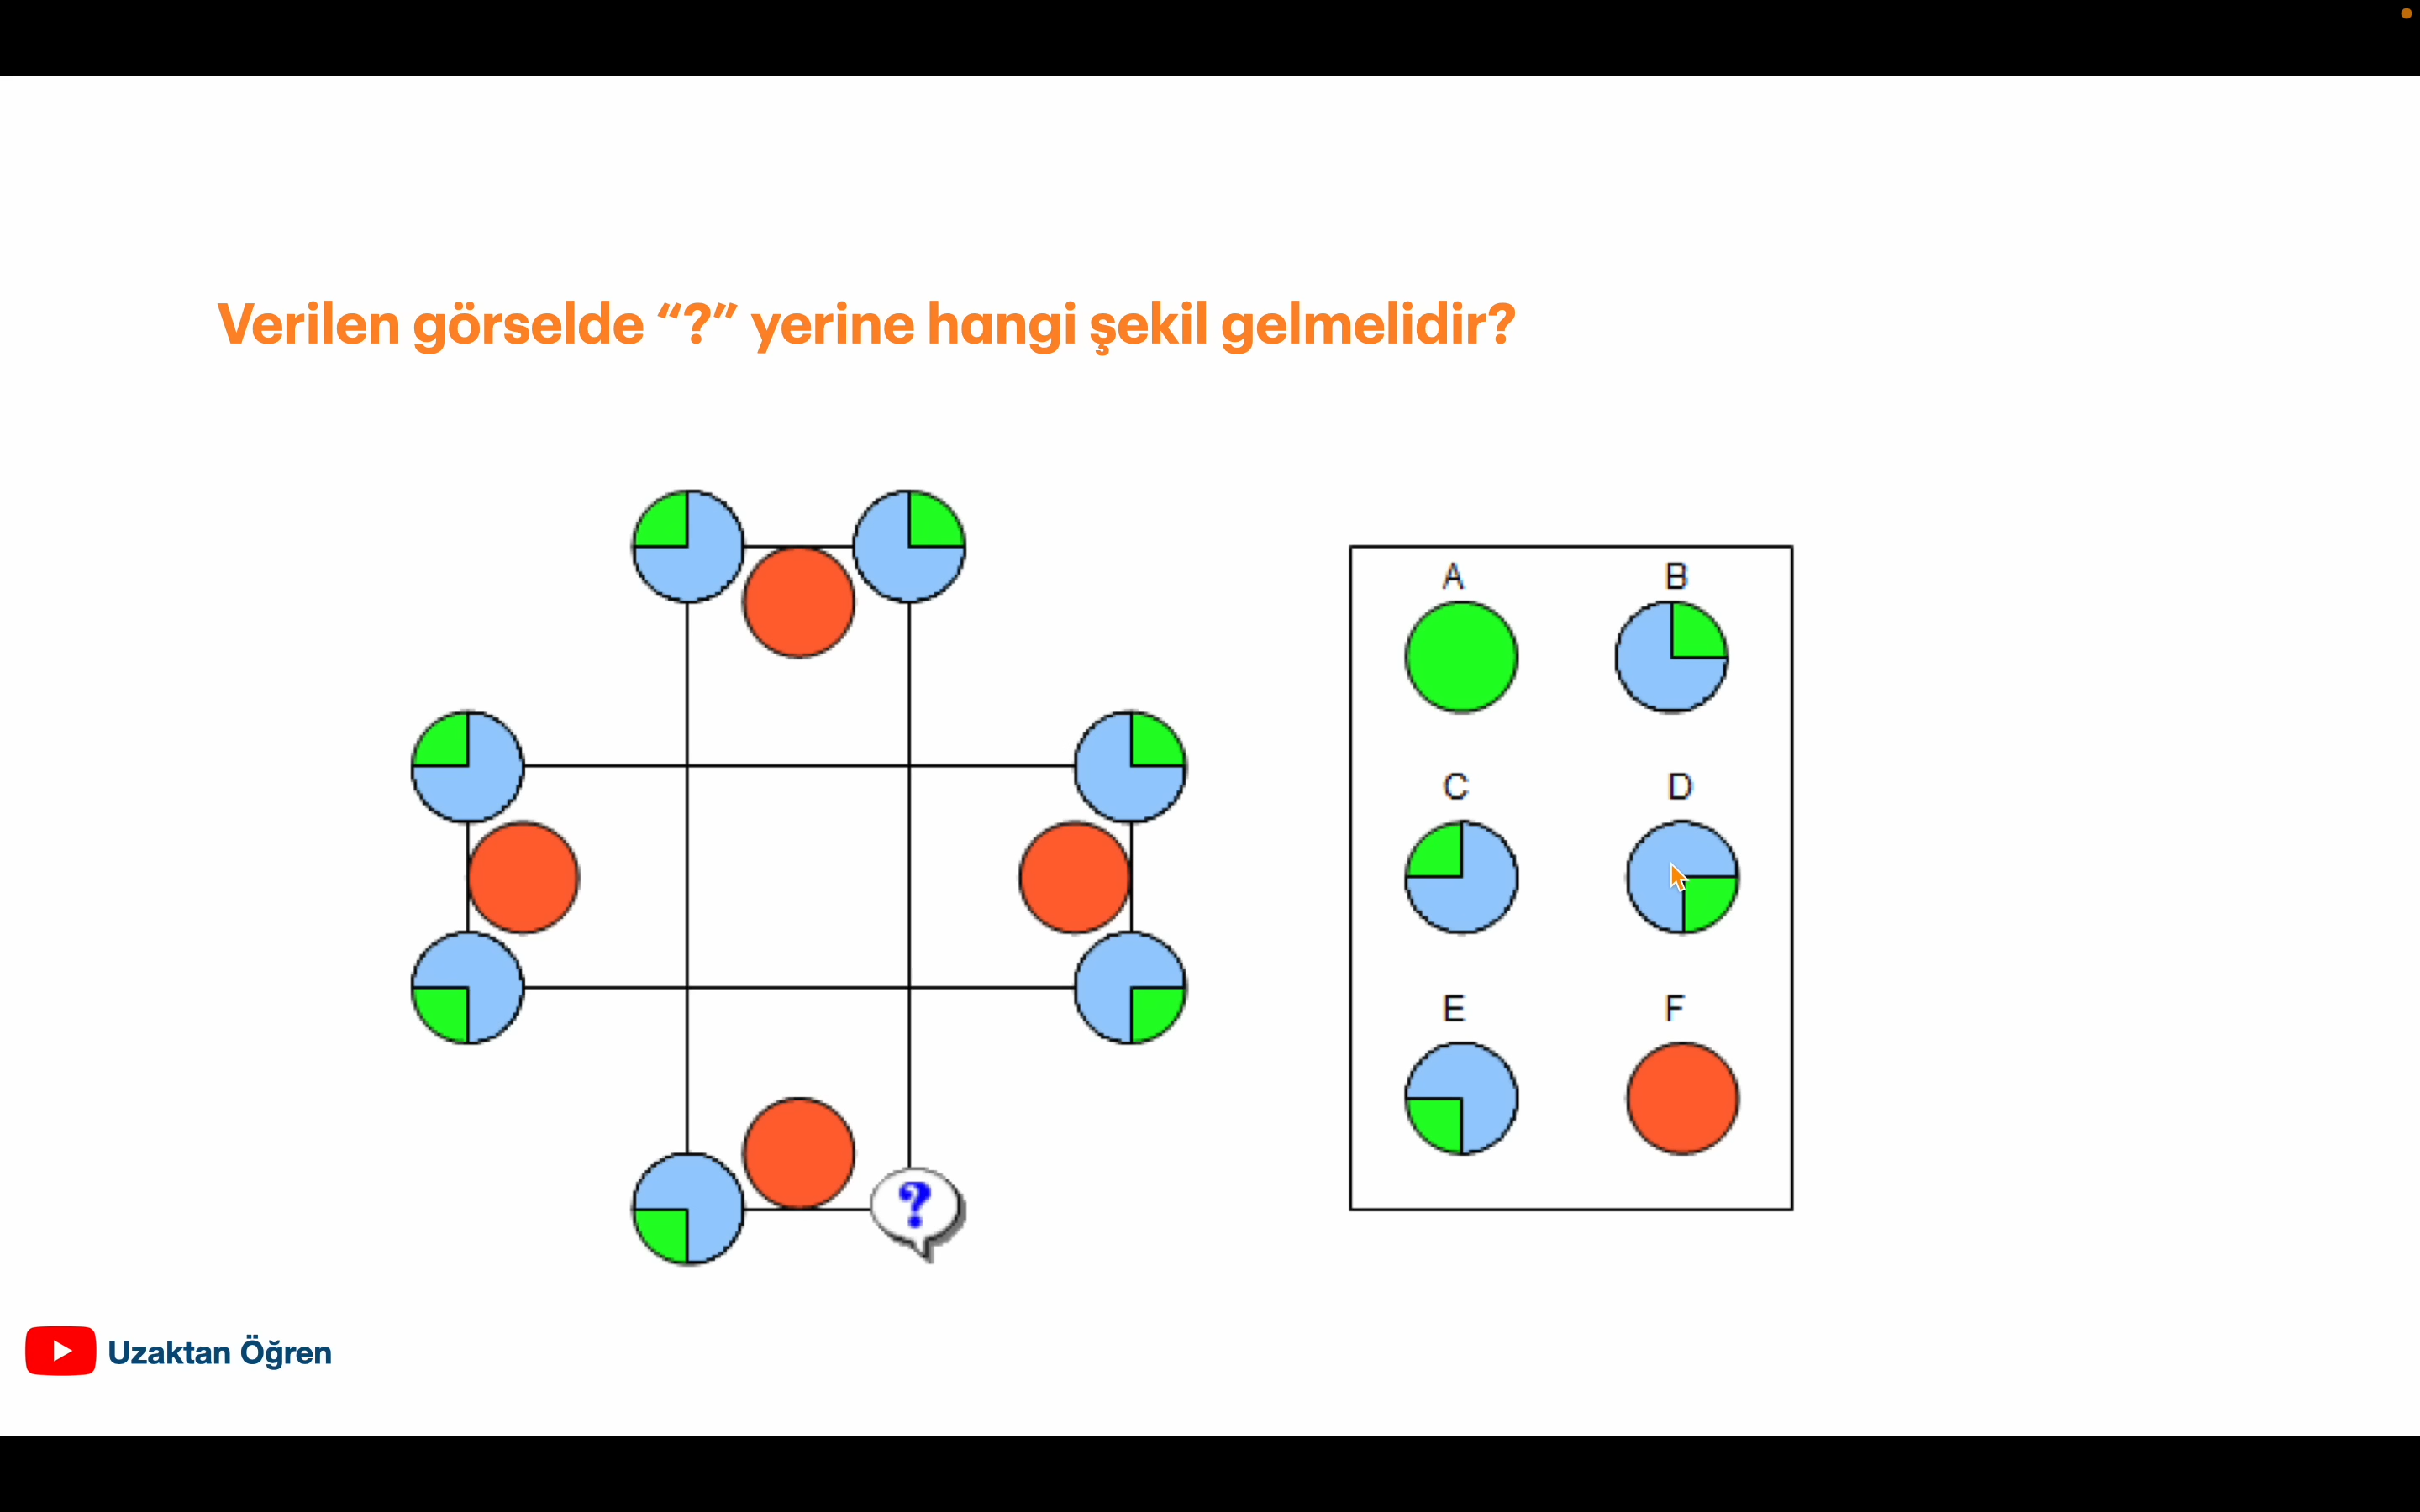 Verilen görselde “?” yerine hangi şekil gelmelidir?
A B
C D
E F
?
Uzaktan Öğren